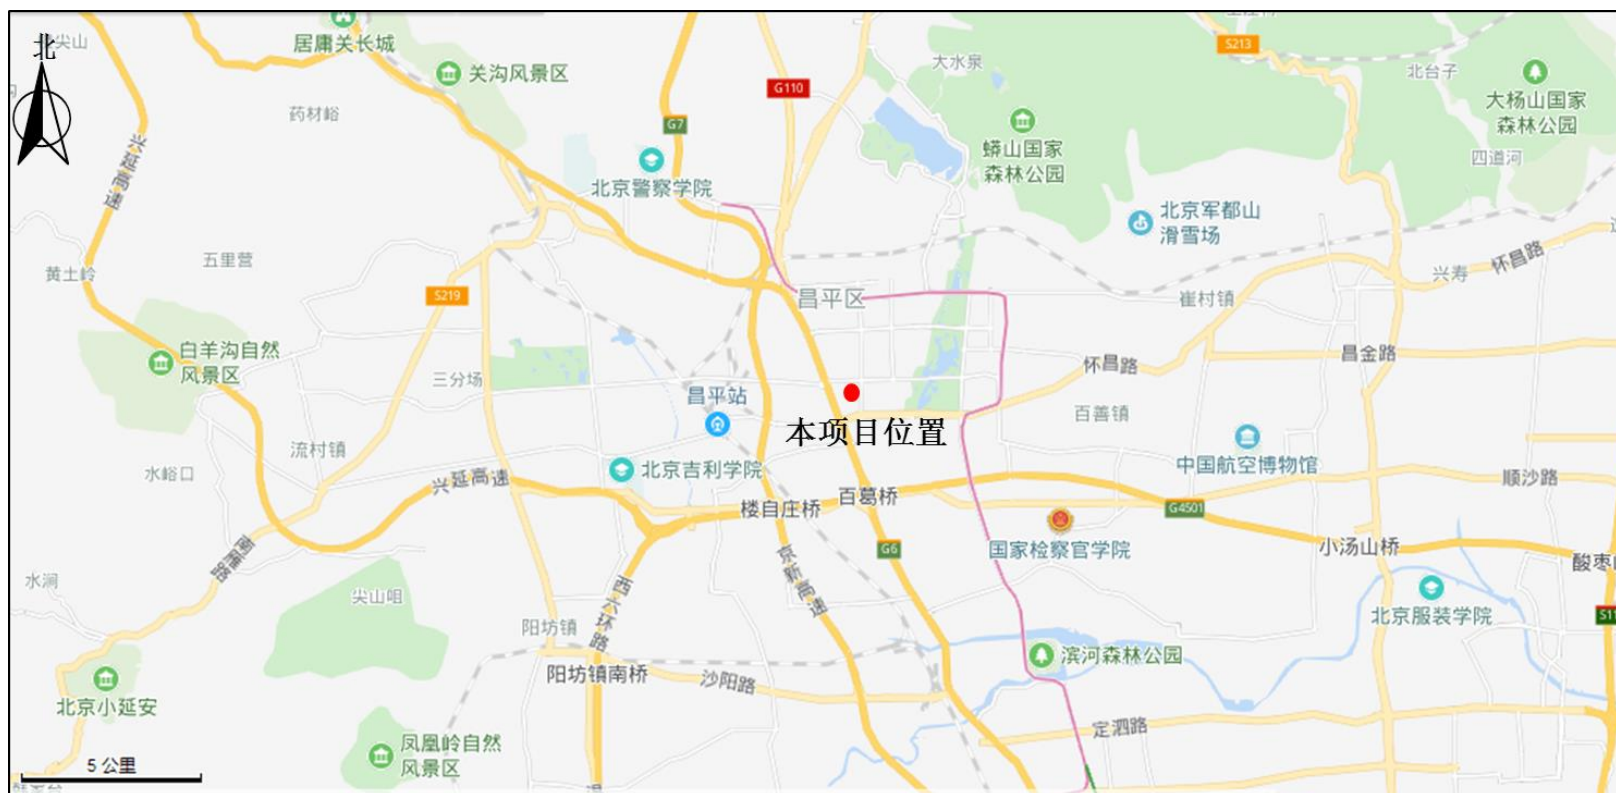 北
尖山
居庸关长城
关沟风景区
药材峪
兴延高速
G7
G110
大水泉
S213
北台子
大杨山国家
森林公园
四道河
蟒山国家
森林公园
北京警察学院
北京军都山
滑雪场
黄土岭
五里营
S219
昌平区
崔村镇
兴寿
怀昌路
白羊沟自然
风景区
三分场
昌平站
本项目位置
怀昌路
昌金路
百善镇
中国航空博物馆
顺沙路
流村镇
水峪口
兴延高速
北京吉利学院
楼自庄桥
百葛桥
G6
G4501
国家检察官学院
小汤山桥
酸枣
南雁路
水涧
尖山咀
西六环路
京新高速
阳坊镇
阳坊镇南桥
沙阳路
滨河森林公园
北京服装学院
S11
北京小延安
凤凰岭自然
风景区
定泗路
5 公里